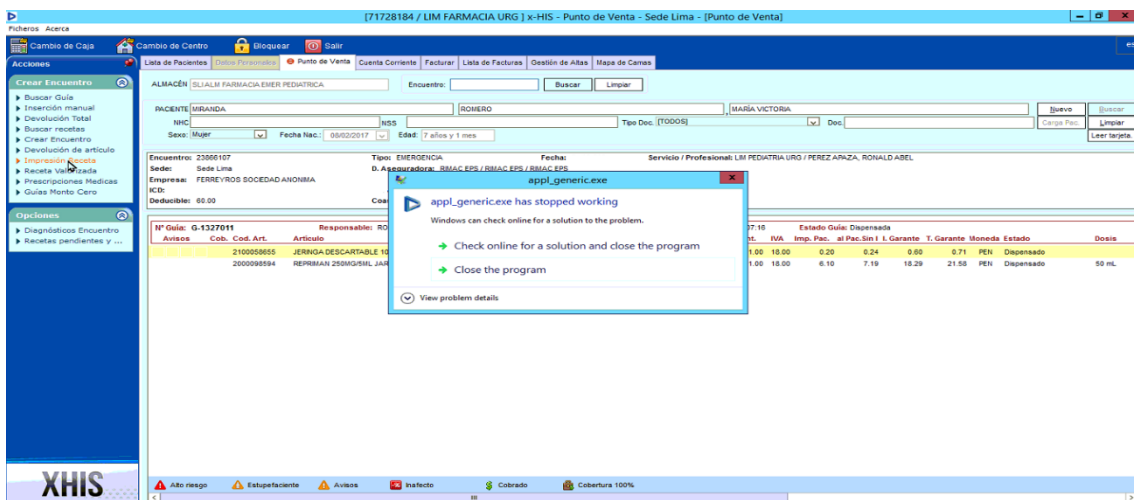 [71728184 / LIM FARMACIA URG ] x-HIS - Punto de Venta - Sede Lima - [Punto de Venta]
Ficheros Acerca
Cambio de Caja Cambio de Centro Bloquear Salir es
Acciones
Lista de Pacientes Datos Personales Punto de Venta Cuenta Corriente Facturar Lista de Facturas Gestión de Altas Mapa de Camas
Crear Encuentro
Buscar Guía
Inserción manual
Devolución Total
Buscar recetas
Crear Encuentro
Devolución de artículo
Impresión Receta
Receta Valorizada
Prescripciones Medicas
Guías Monto Cero
Opciones
Diagnósticos Encuentro
Recetas pendientes y ...
ALMACÉN SLI:ALM FARMACIA EMER PEDIATRICA Encuentro: Buscar Limpiar
PACIENTE MIRANDA ROMERO , MARÍA VICTORIA Nuevo Buscar
NHC NSS Tipo Doc. [TODOS] Doc. Carga Pac. Limpiar
Sexo: Mujer Fecha Nac.: 08/02/2017 Edad: 7 años y 1 mes Leer tarjeta.
Encuentro: 23866107 Tipo: EMERGENCIA Fecha: Servicio / Profesional: LIM PEDIATRIA URG / PEREZ APAZA, RONALD ABEL
Sede: Sede Lima D. Aseguradora: RIMAC EPS / RIMAC EPS / RIMAC EPS
Empresa: FERREYROS SOCIEDAD ANONIMA
ICD:
Deducible: 60.00 Coa
appl_generic.exe
appl_generic.exe has stopped working
Windows can check online for a solution to the problem.
Check online for a solution and close the program
Close the program
View problem details
Nº Guia: G-1327011 Responsable: RO 07:16 Estado Guía: Dispensada
Avisos Cob. Cod. Art. Artículo nt. IVA Imp. Pac. al Pac.Sin I I. Garante T. Garante Moneda Estado Dosis
2100058655 JERINGA DESCARTABLE 10 1.00 18.00 0.20 0.24 0.60 0.71 PEN Dispensado
2000098594 REPRIMAN 250MG/5ML JAR 1.00 18.00 6.10 7.19 18.29 21.58 PEN Dispensado 50 mL
Alto riesgo Estupefaciente Avisos Inafecto Cobrado Cobertura 100%
XHIS